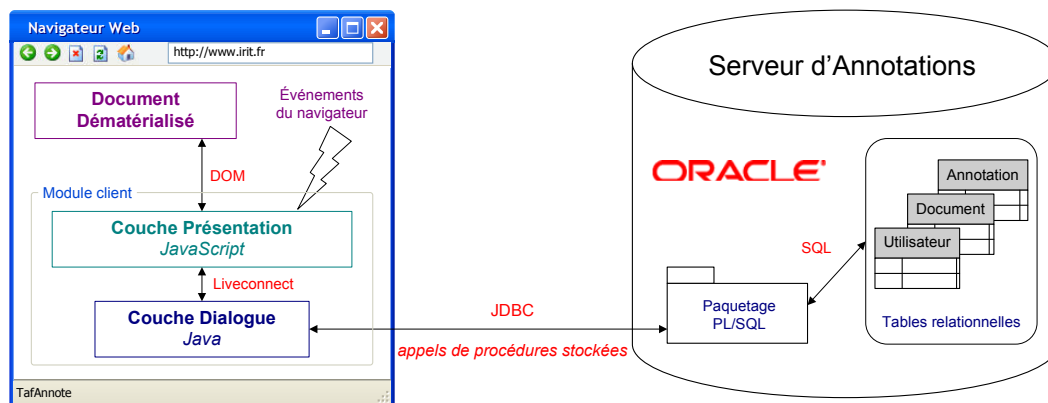 Navigateur Web
http://www.irit.fr
Document
Dématérialisé
Événements
du navigateur
DOM
Module client
Couche Présentation
JavaScript
Liveconnect
Couche Dialogue
Java
TafAnnote
JDBC
appels de procédures stockées
Serveur d'Annotations
ORACLE
Annotation
Document
Utilisateur
SQL
Paquetage
PL/SQL
Tables relationnelles